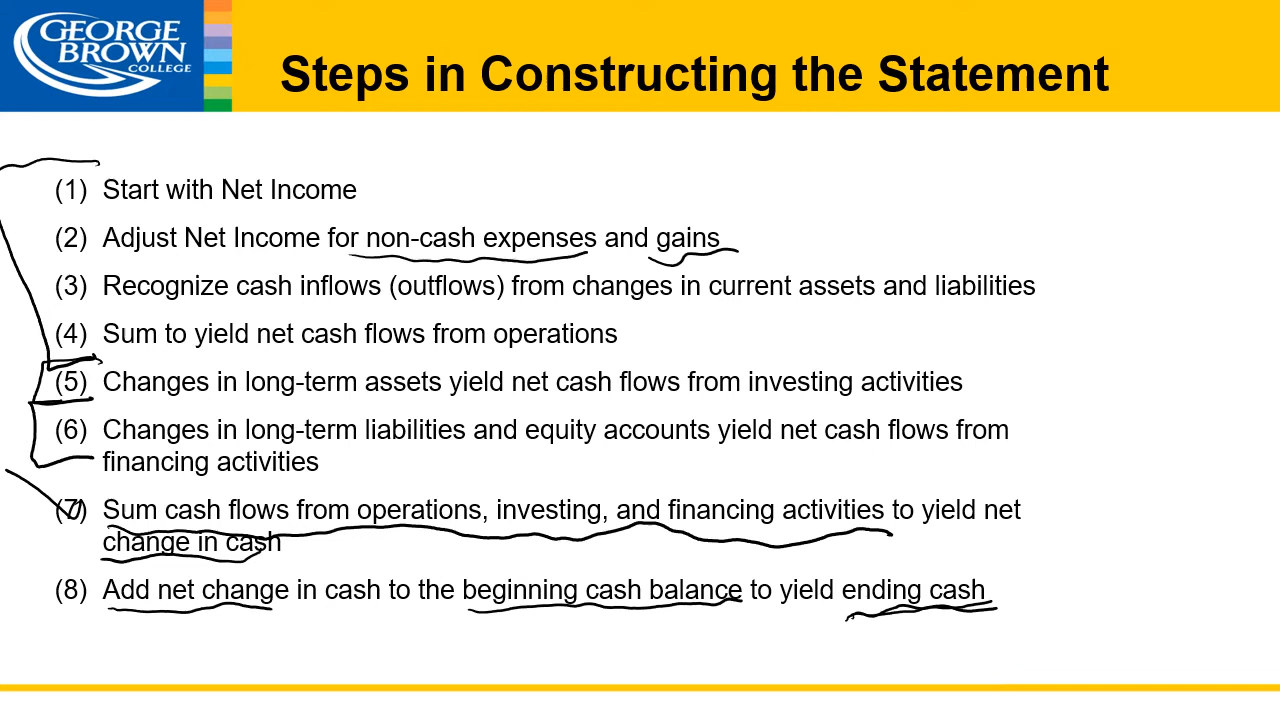 GEORGE
BROWN
COLLEGE
Steps in Constructing the Statement
(1) Start with Net Income
(2) Adjust Net Income for non-cash expenses and gains
(3) Recognize cash inflows (outflows) from changes in current assets and liabilities
(4) Sum to yield net cash flows from operations
(5) Changes in long-term assets yield net cash flows from investing activities
(6) Changes in long-term liabilities and equity accounts yield net cash flows from
financing activities
(7) Sum cash flows from operations, investing, and financing activities to yield net
change in cash
(8) Add net change in cash to the beginning cash balance to yield ending cash